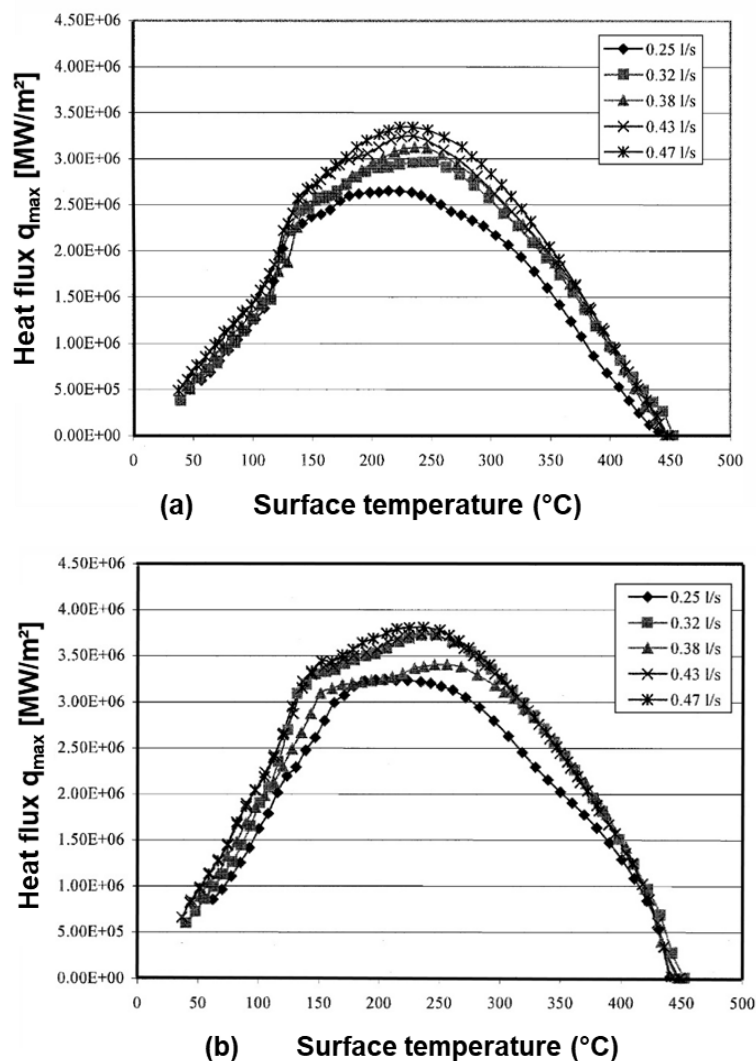 4.50E+06
4.00E+06
3.50E+06
3.00E+06
2.50E+06
2.00E+06
1.50E+06
1.00E+06
5.00E+05
0.00E+00
Heat flux qmax [MW/m²]
0.25 l/s
0.32 l/s
0.38 l/s
0.43 l/s
0.47 l/s
0 50 100 150 200 250 300 350 400 450 500
(a) Surface temperature (°C)
4.50E+06
4.00E+06
3.50E+06
3.00E+06
2.50E+06
2.00E+06
1.50E+06
1.00E+06
5.00E+05
0.00E+00
Heat flux qmax [MW/m²]
0.25 l/s
0.32 l/s
0.38 l/s
0.43 l/s
0.47 l/s
0 50 100 150 200 250 300 350 400 450 500
(b) Surface temperature (°C)